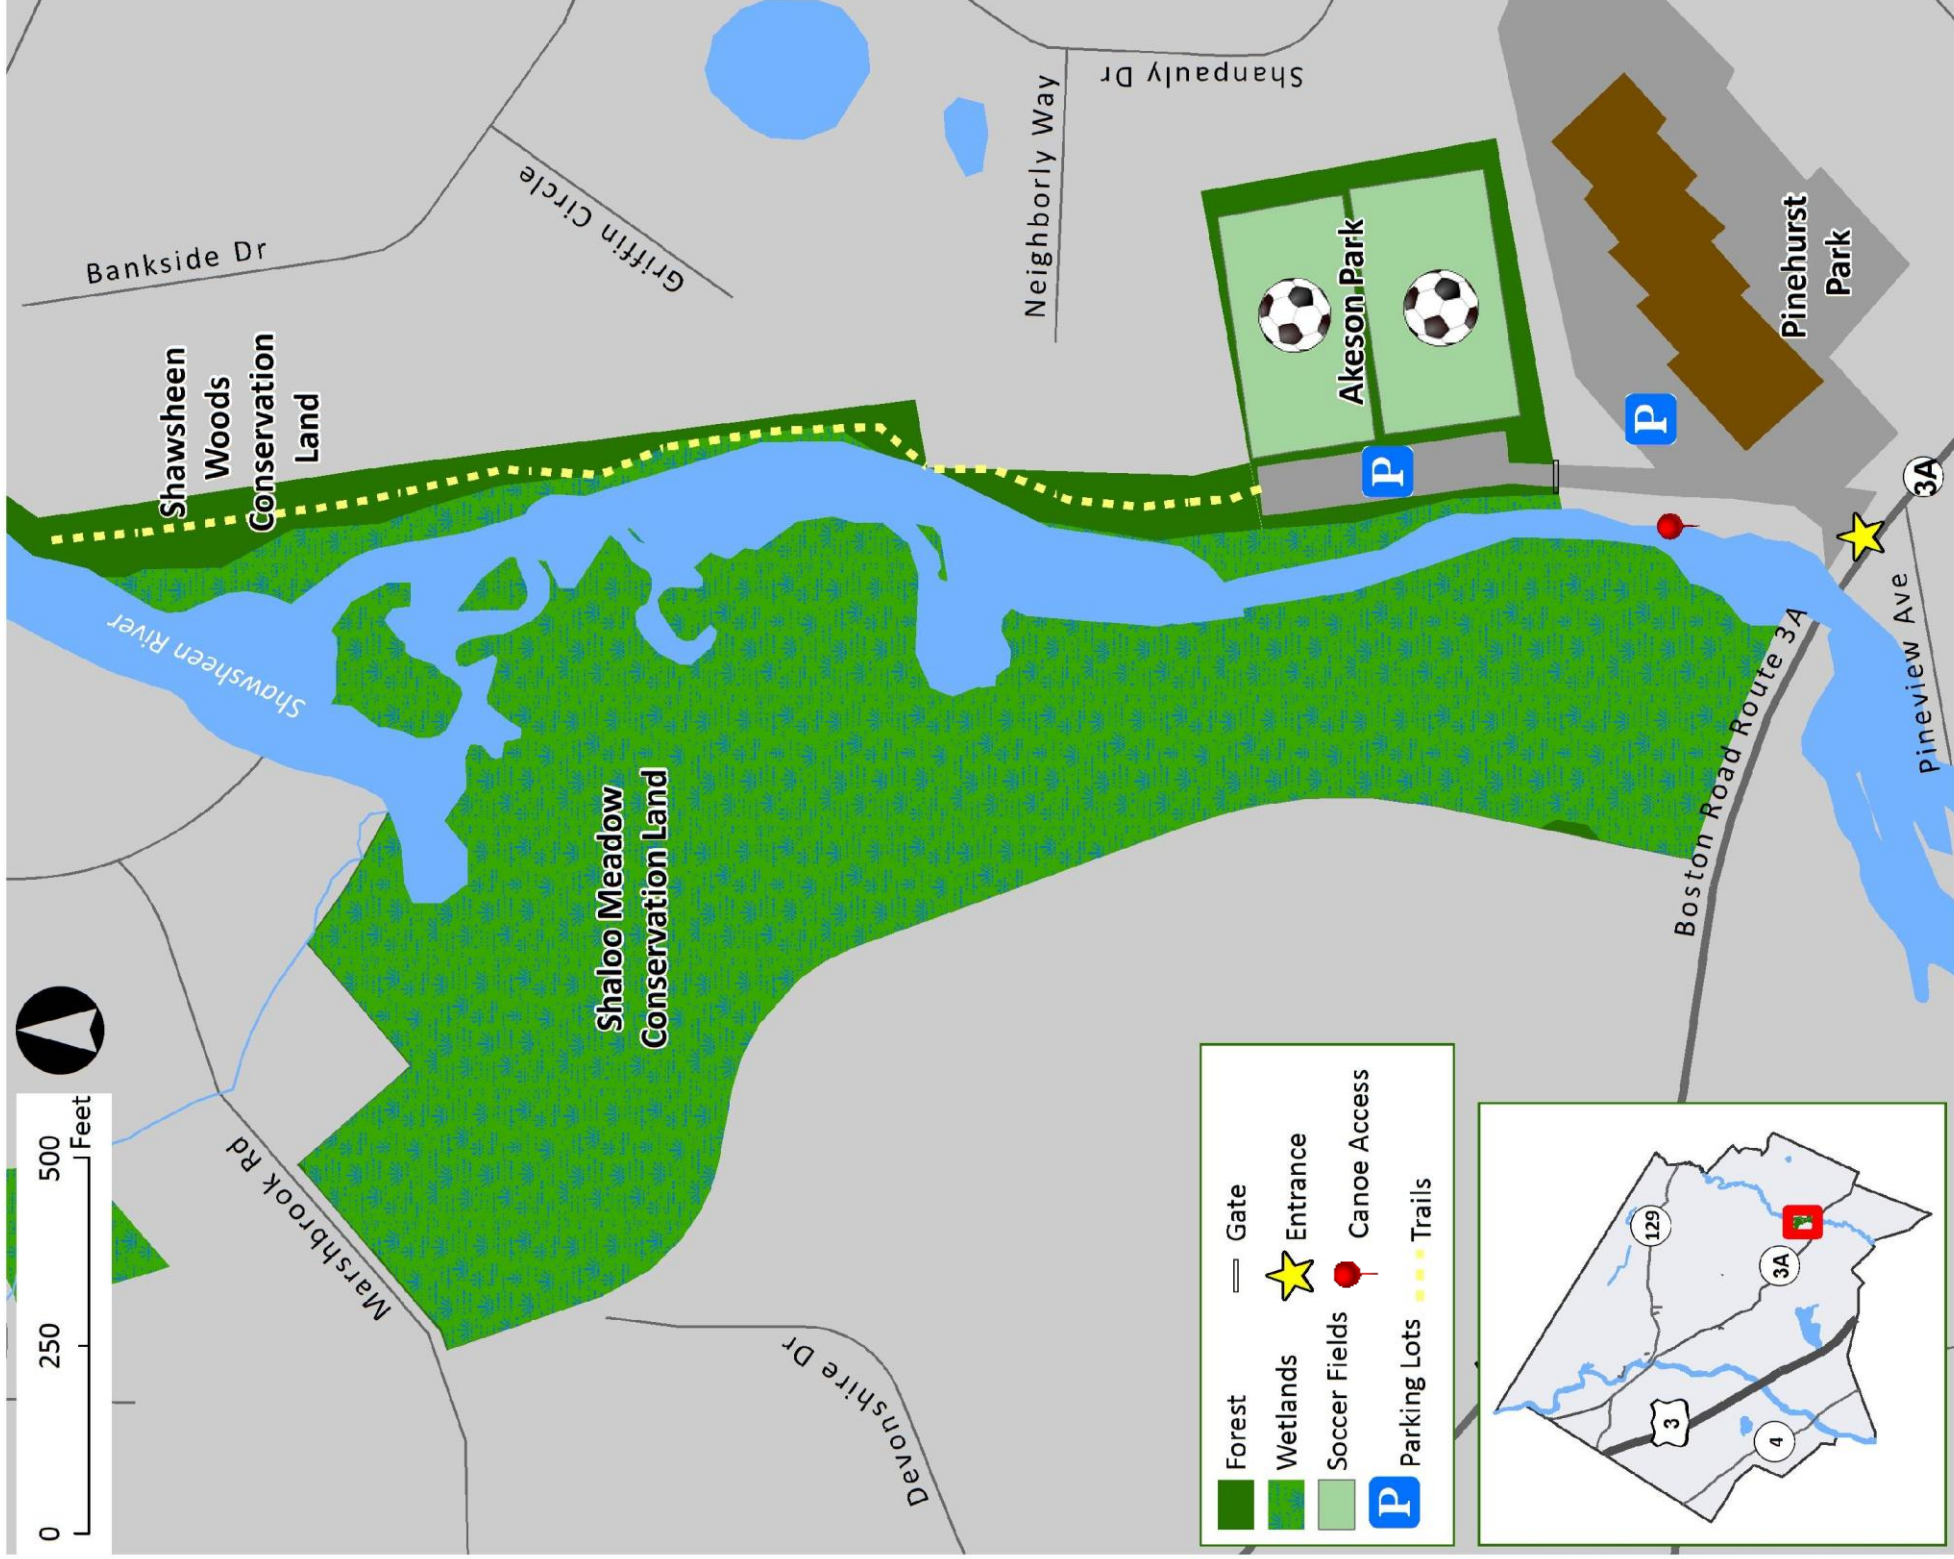 0 250 500
Feet
Shawsheen
Woods
Conservation
Land
Bankside Dr
Griffin Circle
Neighborly Way
Shanpauly Dr
Shawsheen River
Akeson Park
P
P
Pinehurst
Park
3A
Pineview Ave
Boston Road Route 3A
Shaloo Meadow
Conservation Land
Marshbrook Rd
Devonshire Dr
Forest
Wetlands
Soccer Fields
P Parking Lots
Gate
Entrance
Canoe Access
Trails
129
3A
3
4